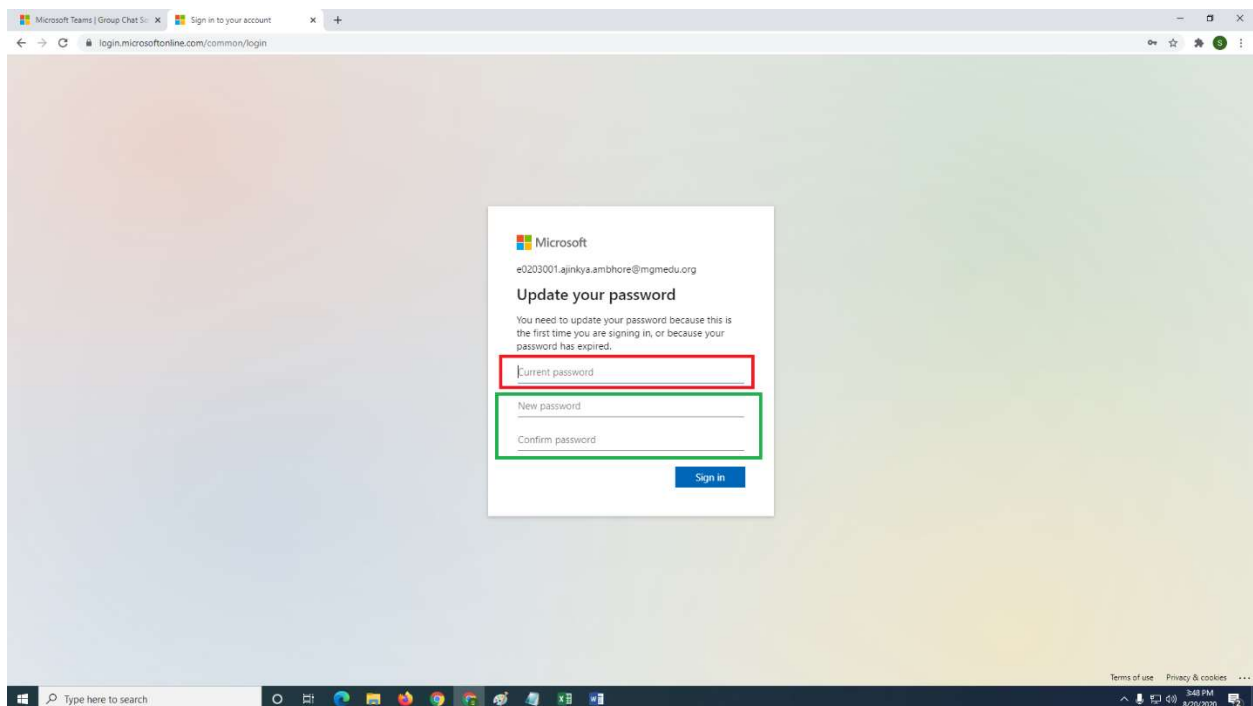 Microsoft Teams | Group Chat So
Sign in to your account
login.microsoftonline.com/common/login
S
Microsoft
e0203001.ajinkya.ambhore@mgmedu.org
Update your password
You need to update your password because this is
the first time you are signing in, or because your
password has expired.
Current password
New password
Confirm password
Sign in
Terms of use Privacy & cookies ...
Type here to search
3:48 PM
8/20/2020